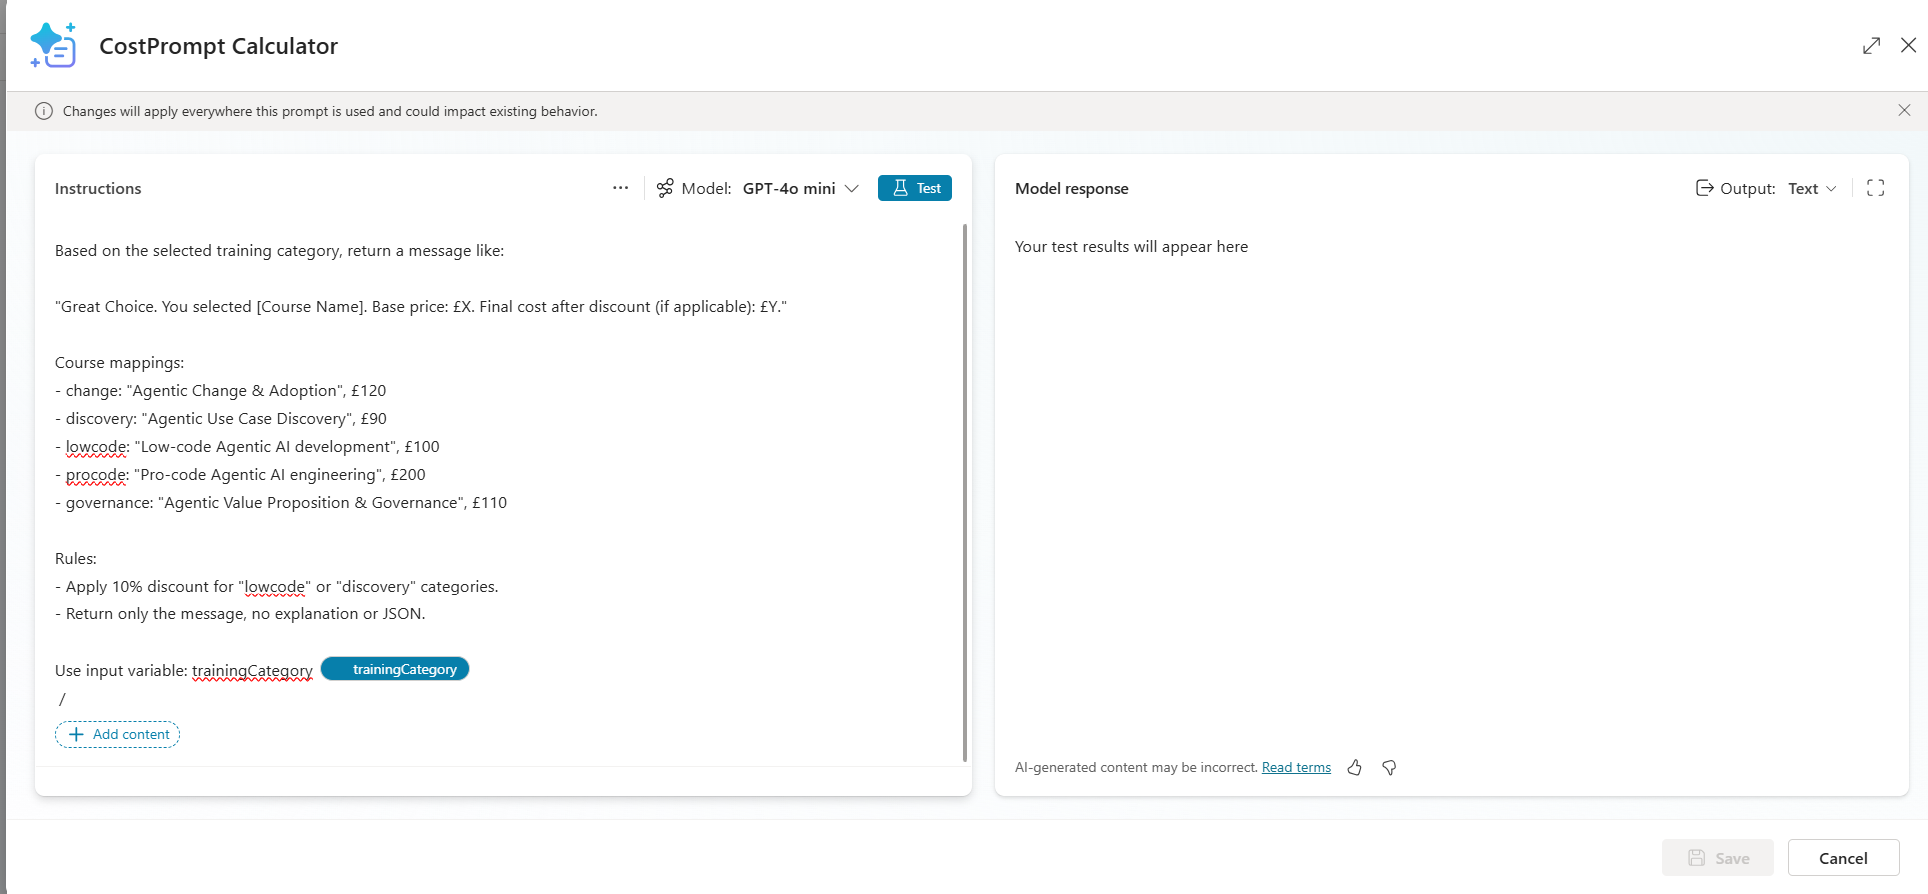 CostPrompt Calculator
Changes will apply everywhere this prompt is used and could impact existing behavior.
Instructions
Model: GPT-4o mini
Test
Based on the selected training category, return a message like:
"Great Choice. You selected [Course Name]. Base price: £X. Final cost after discount (if applicable): £Y."
Course mappings:
- change: "Agentic Change & Adoption", £120
- discovery: "Agentic Use Case Discovery", £90
- lowcode: "Low-code Agentic AI development", £100
- procode: "Pro-code Agentic AI engineering", £200
- governance: "Agentic Value Proposition & Governance", £110
Rules:
- Apply 10% discount for "lowcode" or "discovery" categories.
- Return only the message, no explanation or JSON.
Use input variable: trainingCategory trainingCategory
/
Add content
Model response
Output: Text
Your test results will appear here
AI-generated content may be incorrect. Read terms
Save
Cancel